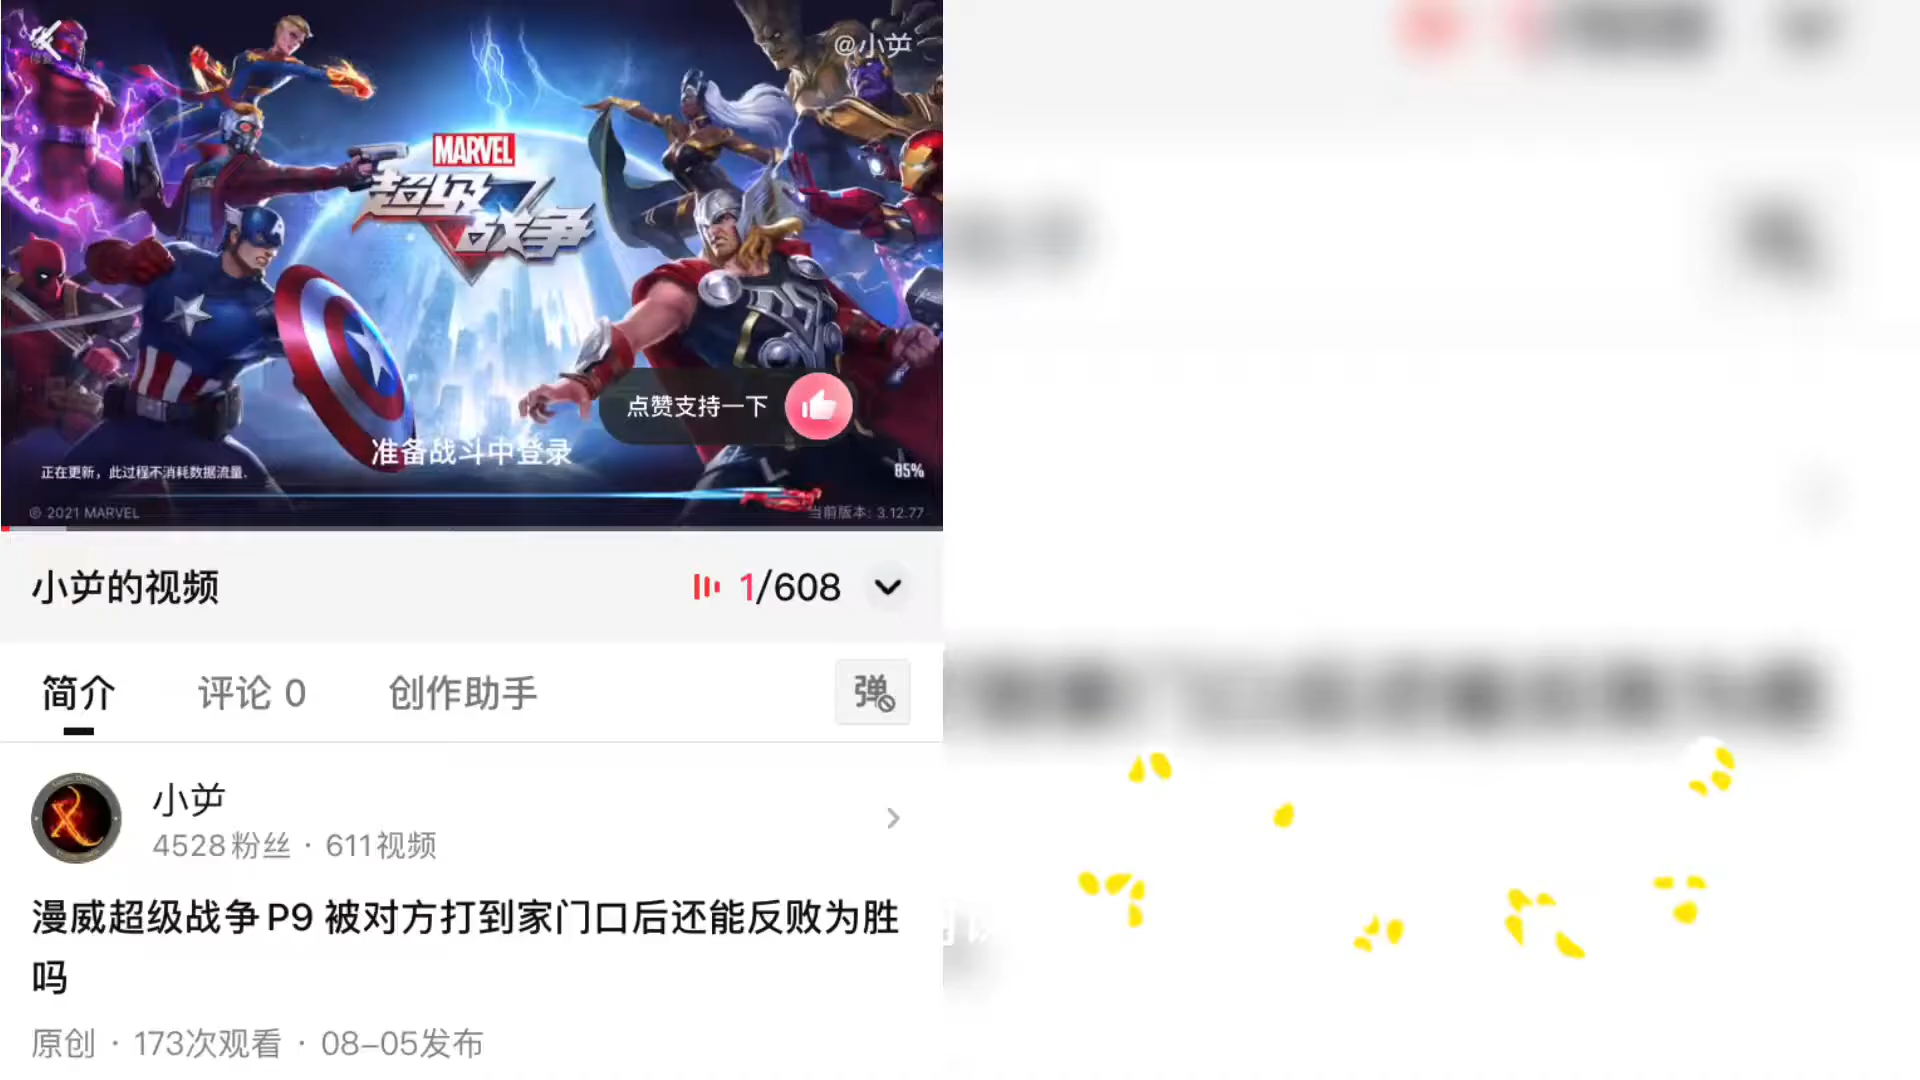 @小屰
MARVEL
超级
战争
点赞支持一下
准备战斗中登录
正在更新，此过程不消耗数据流量.
85%
© 2021 MARVEL
当前版本: 3.12.77
小屰的视频
1/608
简介
评论 0
创作助手
弹
小屰
4528粉丝 · 611视频
漫威超级战争P9 被对方打到家门口后还能反败为胜
吗
原创 · 173次观看 · 08-05发布